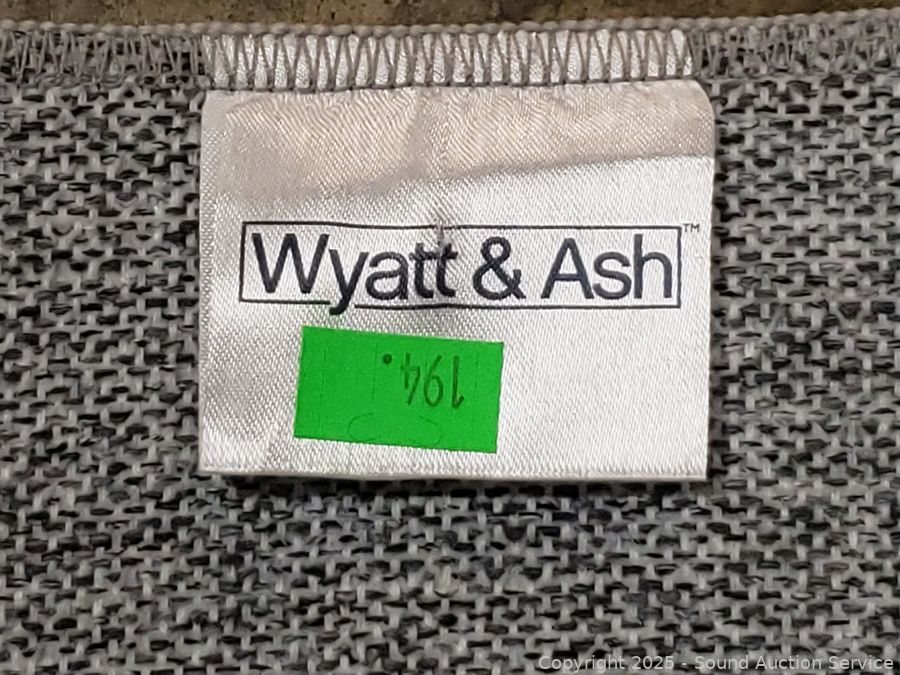 Wyatt & Ash™
194.
Copyright 2025 - Sound Auction Service